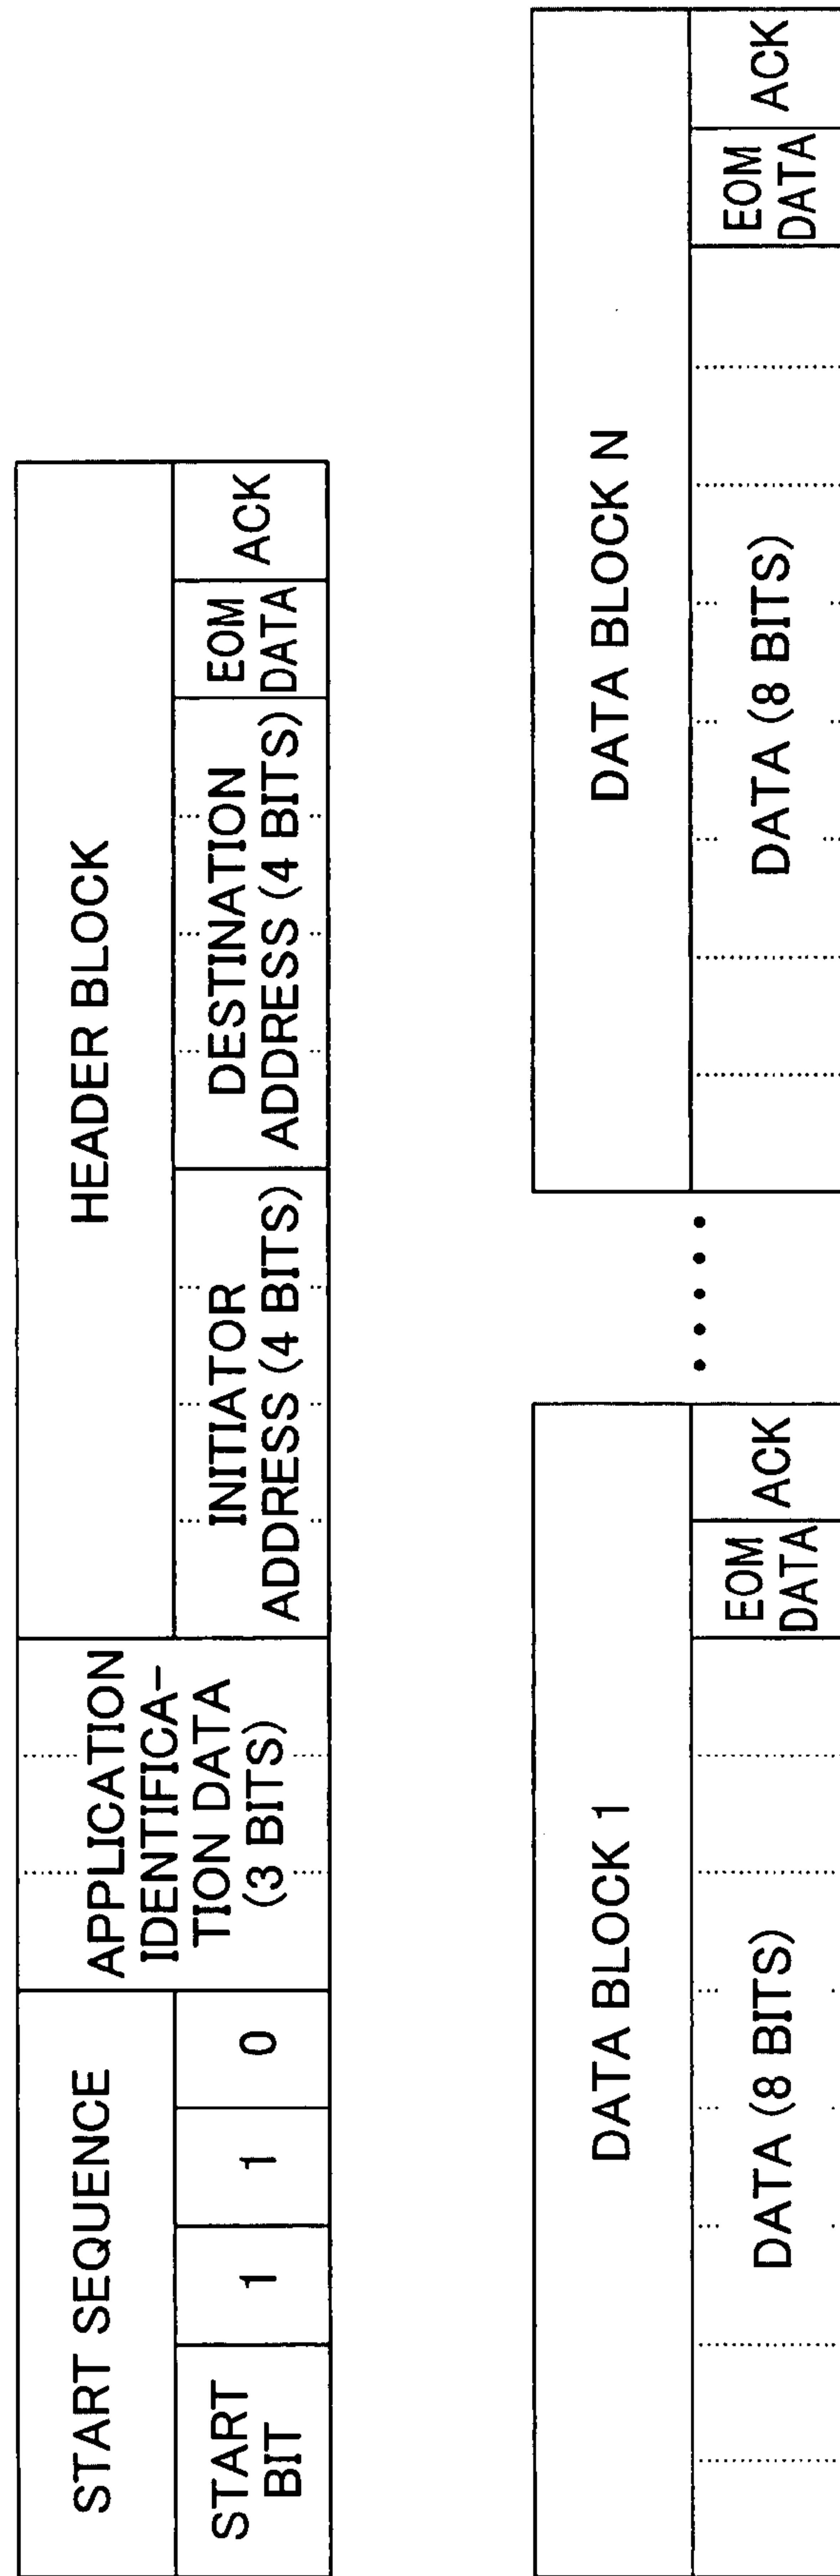 START SEQUENCE
START
BIT
1
1
0
APPLICATION
IDENTIFICA-
TION DATA
(3 BITS)
HEADER BLOCK
INITIATOR
ADDRESS (4 BITS)
DESTINATION
ADDRESS (4 BITS)
EOM
DATA
ACK
DATA BLOCK 1
DATA (8 BITS)
EOM
DATA
ACK
•••••
DATA BLOCK N
DATA (8 BITS)
EOM
DATA
ACK